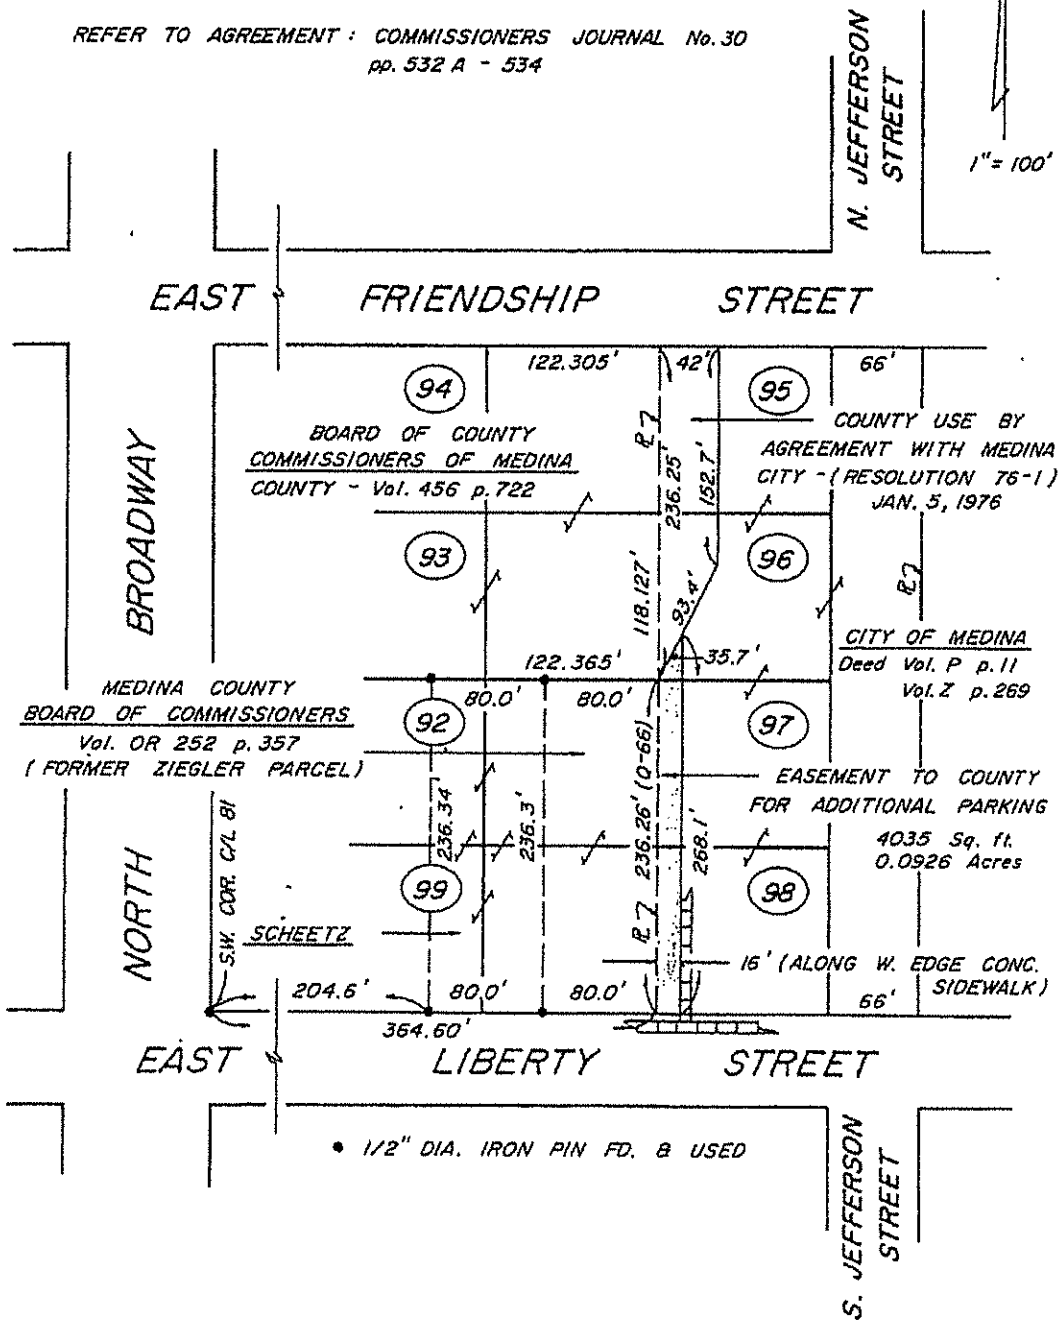 REFER TO AGREEMENT : COMMISSIONERS JOURNAL No. 30
pp. 532 A - 534
N. JEFFERSON
STREET
1" = 100'
EAST FRIENDSHIP STREET
122.305'
42'
66'
94
95
BOARD OF COUNTY
COMMISSIONERS OF MEDINA
COUNTY - Vol. 456 p. 722
COUNTY USE BY
AGREEMENT WITH MEDINA
CITY - (RESOLUTION 76-1)
JAN. 5, 1976
236.25'
152.7'
NORTH BROADWAY
93
96
118.127'
93.4'
CITY OF MEDINA
Deed Vol. P p. 11
Vol. Z p. 269
122.365'
35.7'
80.0'
80.0'
MEDINA COUNTY
BOARD OF COMMISSIONERS
Vol. OR 252 p. 357
(FORMER ZIEGLER PARCEL)
92
97
EASEMENT TO COUNTY
FOR ADDITIONAL PARKING
4035 Sq. ft.
0.0926 Acres
236.34'
236.3'
236.26' (O-66)
268.1'
S.W. COR. C/L 81
99
98
SCHEETZ
16' (ALONG W. EDGE CONC.
SIDEWALK)
204.6'
80.0'
80.0'
66'
364.60'
EAST LIBERTY STREET
1/2" DIA. IRON PIN FD. & USED
S. JEFFERSON
STREET